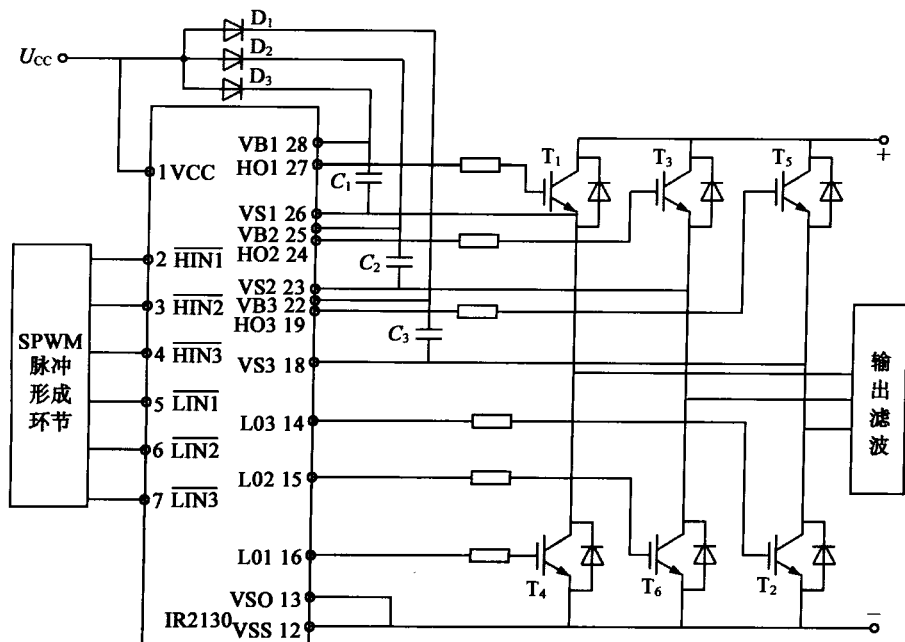 D1
UCC
D2
D3
VB1 28
1VCC
HO1 27
C1
VS1 26
VB2 25
HO2 24
2 HIN1
C2
VS2 23
3 HIN2
VB3 22
HO3 19
4 HIN3
C3
VS3 18
SPWM
脉冲
形成
环节
5 LIN1
L03 14
6 LIN2
L02 15
7 LIN3
L01 16
VSO 13
IR2130
VSS 12
T1
T3
T5
+
输
出
滤
波
T4
T6
T2
−